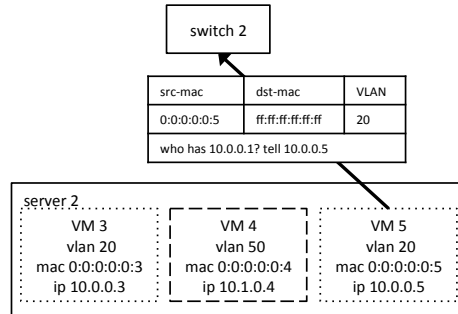 switch 2
src-mac dst-mac VLAN
0:0:0:0:0:5 ff:ff:ff:ff:ff:ff 20
who has 10.0.0.1? tell 10.0.0.5
server 2
VM 3
vlan 20
mac 0:0:0:0:0:3
ip 10.0.0.3
VM 4
vlan 50
mac 0:0:0:0:0:4
ip 10.1.0.4
VM 5
vlan 20
mac 0:0:0:0:0:5
ip 10.0.0.5